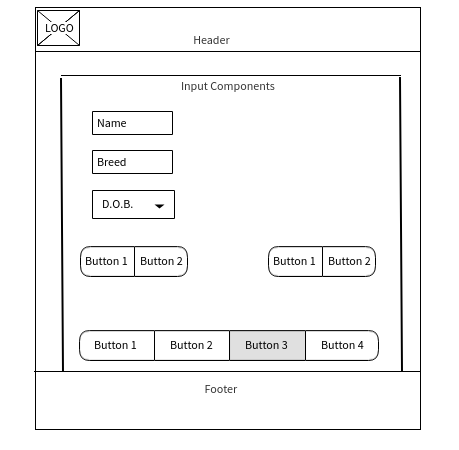 LOGO
Header
Input Components
Name
Breed
D.O.B.
Button 1 Button 2 Button 1 Button 2
Button 1 Button 2 Button 3 Button 4
Footer